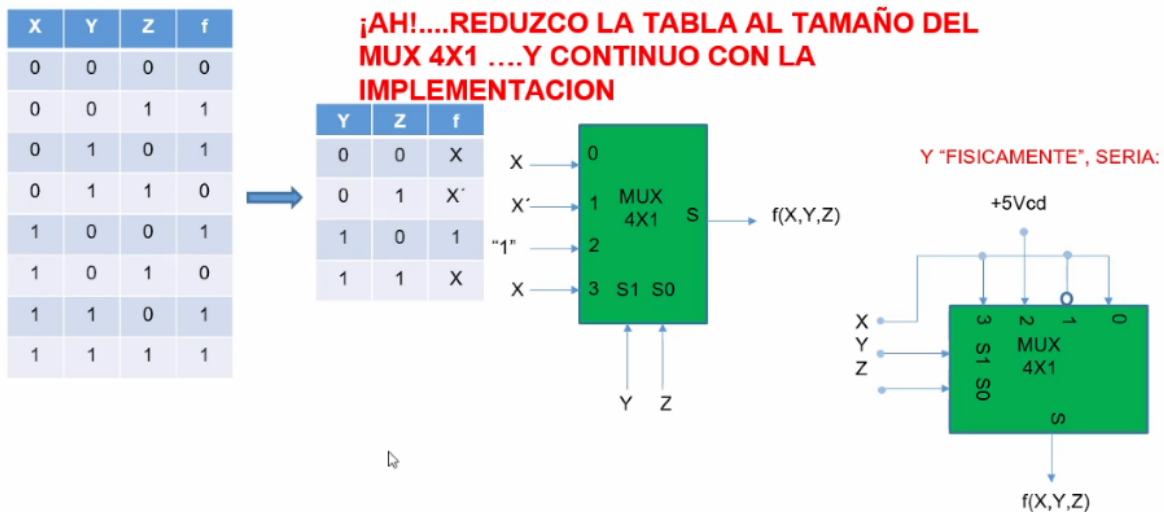 ¡AH!....REDUZCO LA TABLA AL TAMAÑO DEL
MUX 4X1 ....Y CONTINUO CON LA
IMPLEMENTACION
X Y Z f
0 0 0 0
0 0 1 1
0 1 0 1
0 1 1 0
1 0 0 1
1 0 1 0
1 1 0 1
1 1 1 1
Y Z f
0 0 X
0 1 X´
1 0 1
1 1 X
X 0
X´ 1 MUX
4X1 S f(X,Y,Z)
“1” 2
X 3 S1 S0
Y Z
Y “FISICAMENTE”, SERIA:
+5Vcd
X
Y
Z
3 2 1 0
S1 S0
MUX
4X1
S
f(X,Y,Z)